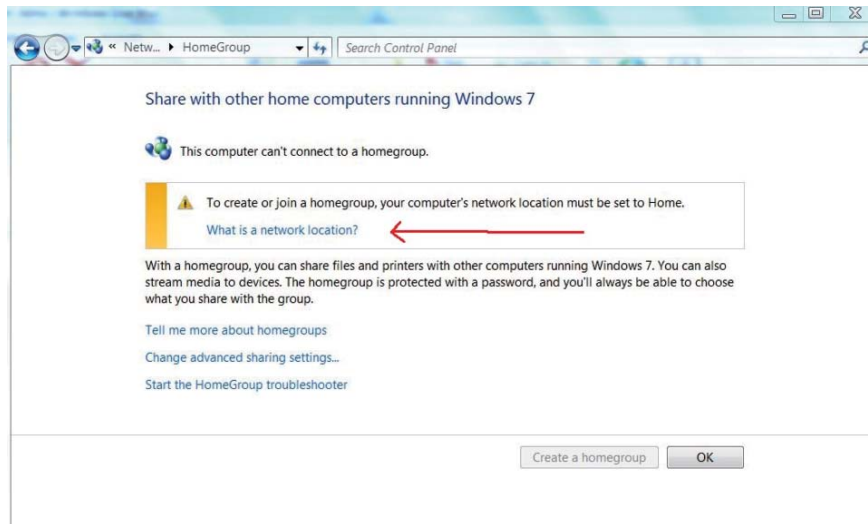 « Netw... ▸ HomeGroup Search Control Panel
Share with other home computers running Windows 7
This computer can't connect to a homegroup.
To create or join a homegroup, your computer's network location must be set to Home.
What is a network location?
With a homegroup, you can share files and printers with other computers running Windows 7. You can also
stream media to devices. The homegroup is protected with a password, and you'll always be able to choose
what you share with the group.
Tell me more about homegroups
Change advanced sharing settings...
Start the HomeGroup troubleshooter
Create a homegroup OK